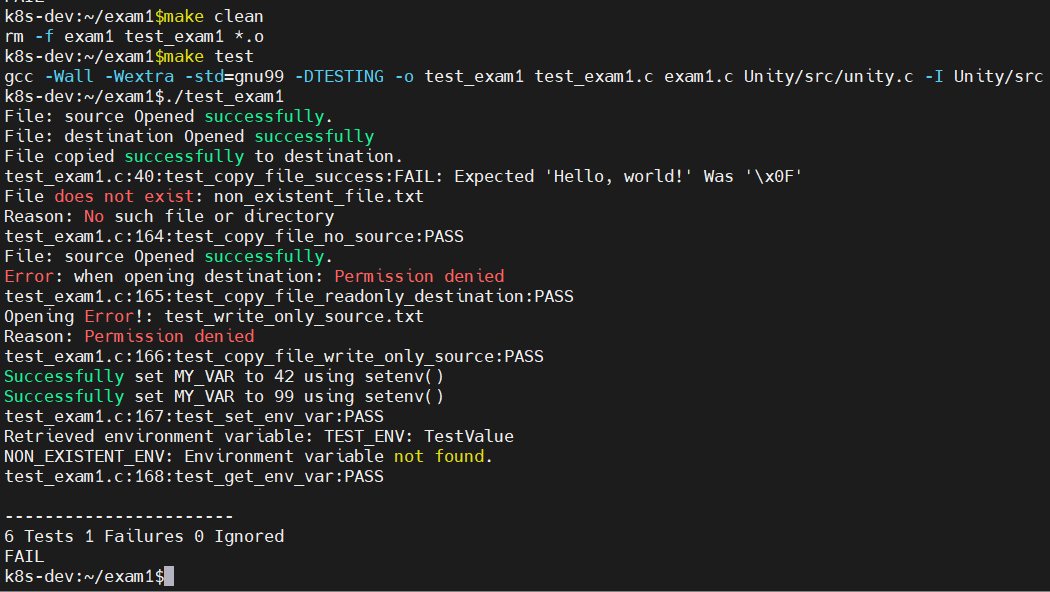 k8s-dev:~/exam1$make clean
rm -f exam1 test_exam1 *.o
k8s-dev:~/exam1$make test
gcc -Wall -Wextra -std=gnu99 -DTESTING -o test_exam1 test_exam1.c exam1.c Unity/src/unity.c -I Unity/src
k8s-dev:~/exam1$./test_exam1
File: source Opened successfully.
File: destination Opened successfully
File copied successfully to destination.
test_exam1.c:40:test_copy_file_success:FAIL: Expected 'Hello, world!' Was '\x0F'
File does not exist: non_existent_file.txt
Reason: No such file or directory
test_exam1.c:164:test_copy_file_no_source:PASS
File: source Opened successfully.
Error: when opening destination: Permission denied
test_exam1.c:165:test_copy_file_readonly_destination:PASS
Opening Error!: test_write_only_source.txt
Reason: Permission denied
test_exam1.c:166:test_copy_file_write_only_source:PASS
Successfully set MY_VAR to 42 using setenv()
Successfully set MY_VAR to 99 using setenv()
test_exam1.c:167:test_set_env_var:PASS
Retrieved environment variable: TEST_ENV: TestValue
NON_EXISTENT_ENV: Environment variable not found.
test_exam1.c:168:test_get_env_var:PASS

-----------------------
6 Tests 1 Failures 0 Ignored
FAIL
k8s-dev:~/exam1$